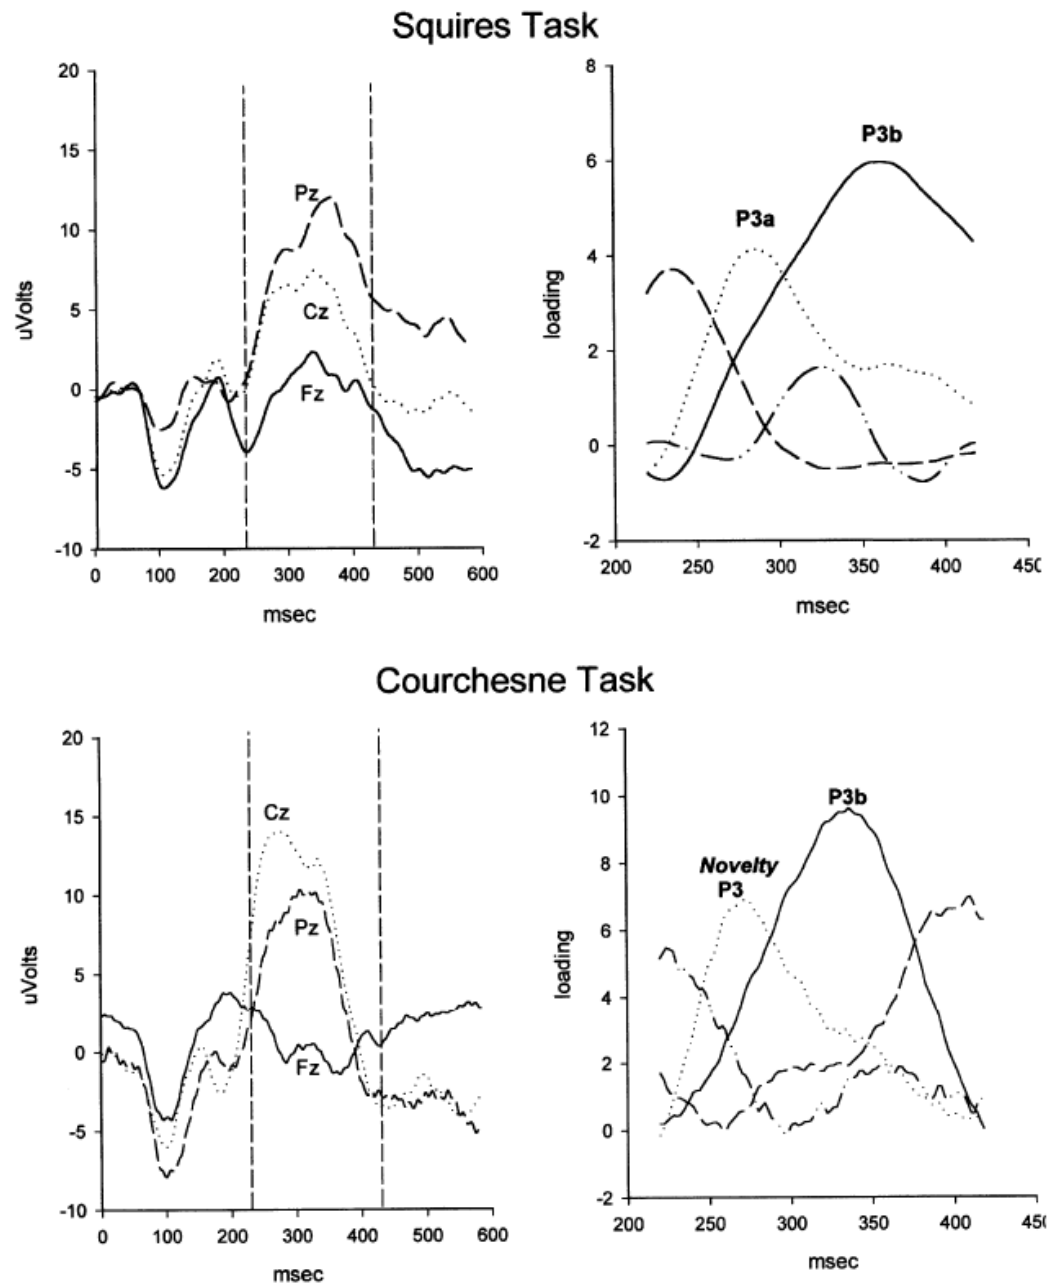 Squires Task
20
15
10
5
0
-5
-10
uVolts
Pz
Cz
Fz
0 100 200 300 400 500 600
msec
8
6
4
2
0
-2
loading
P3b
P3a
200 250 300 350 400 450
msec
Courchesne Task
20
15
10
5
0
-5
-10
uVolts
Cz
Pz
Fz
0 100 200 300 400 500 600
msec
12
10
8
6
4
2
0
-2
loading
P3b
Novelty
P3
200 250 300 350 400 45
msec